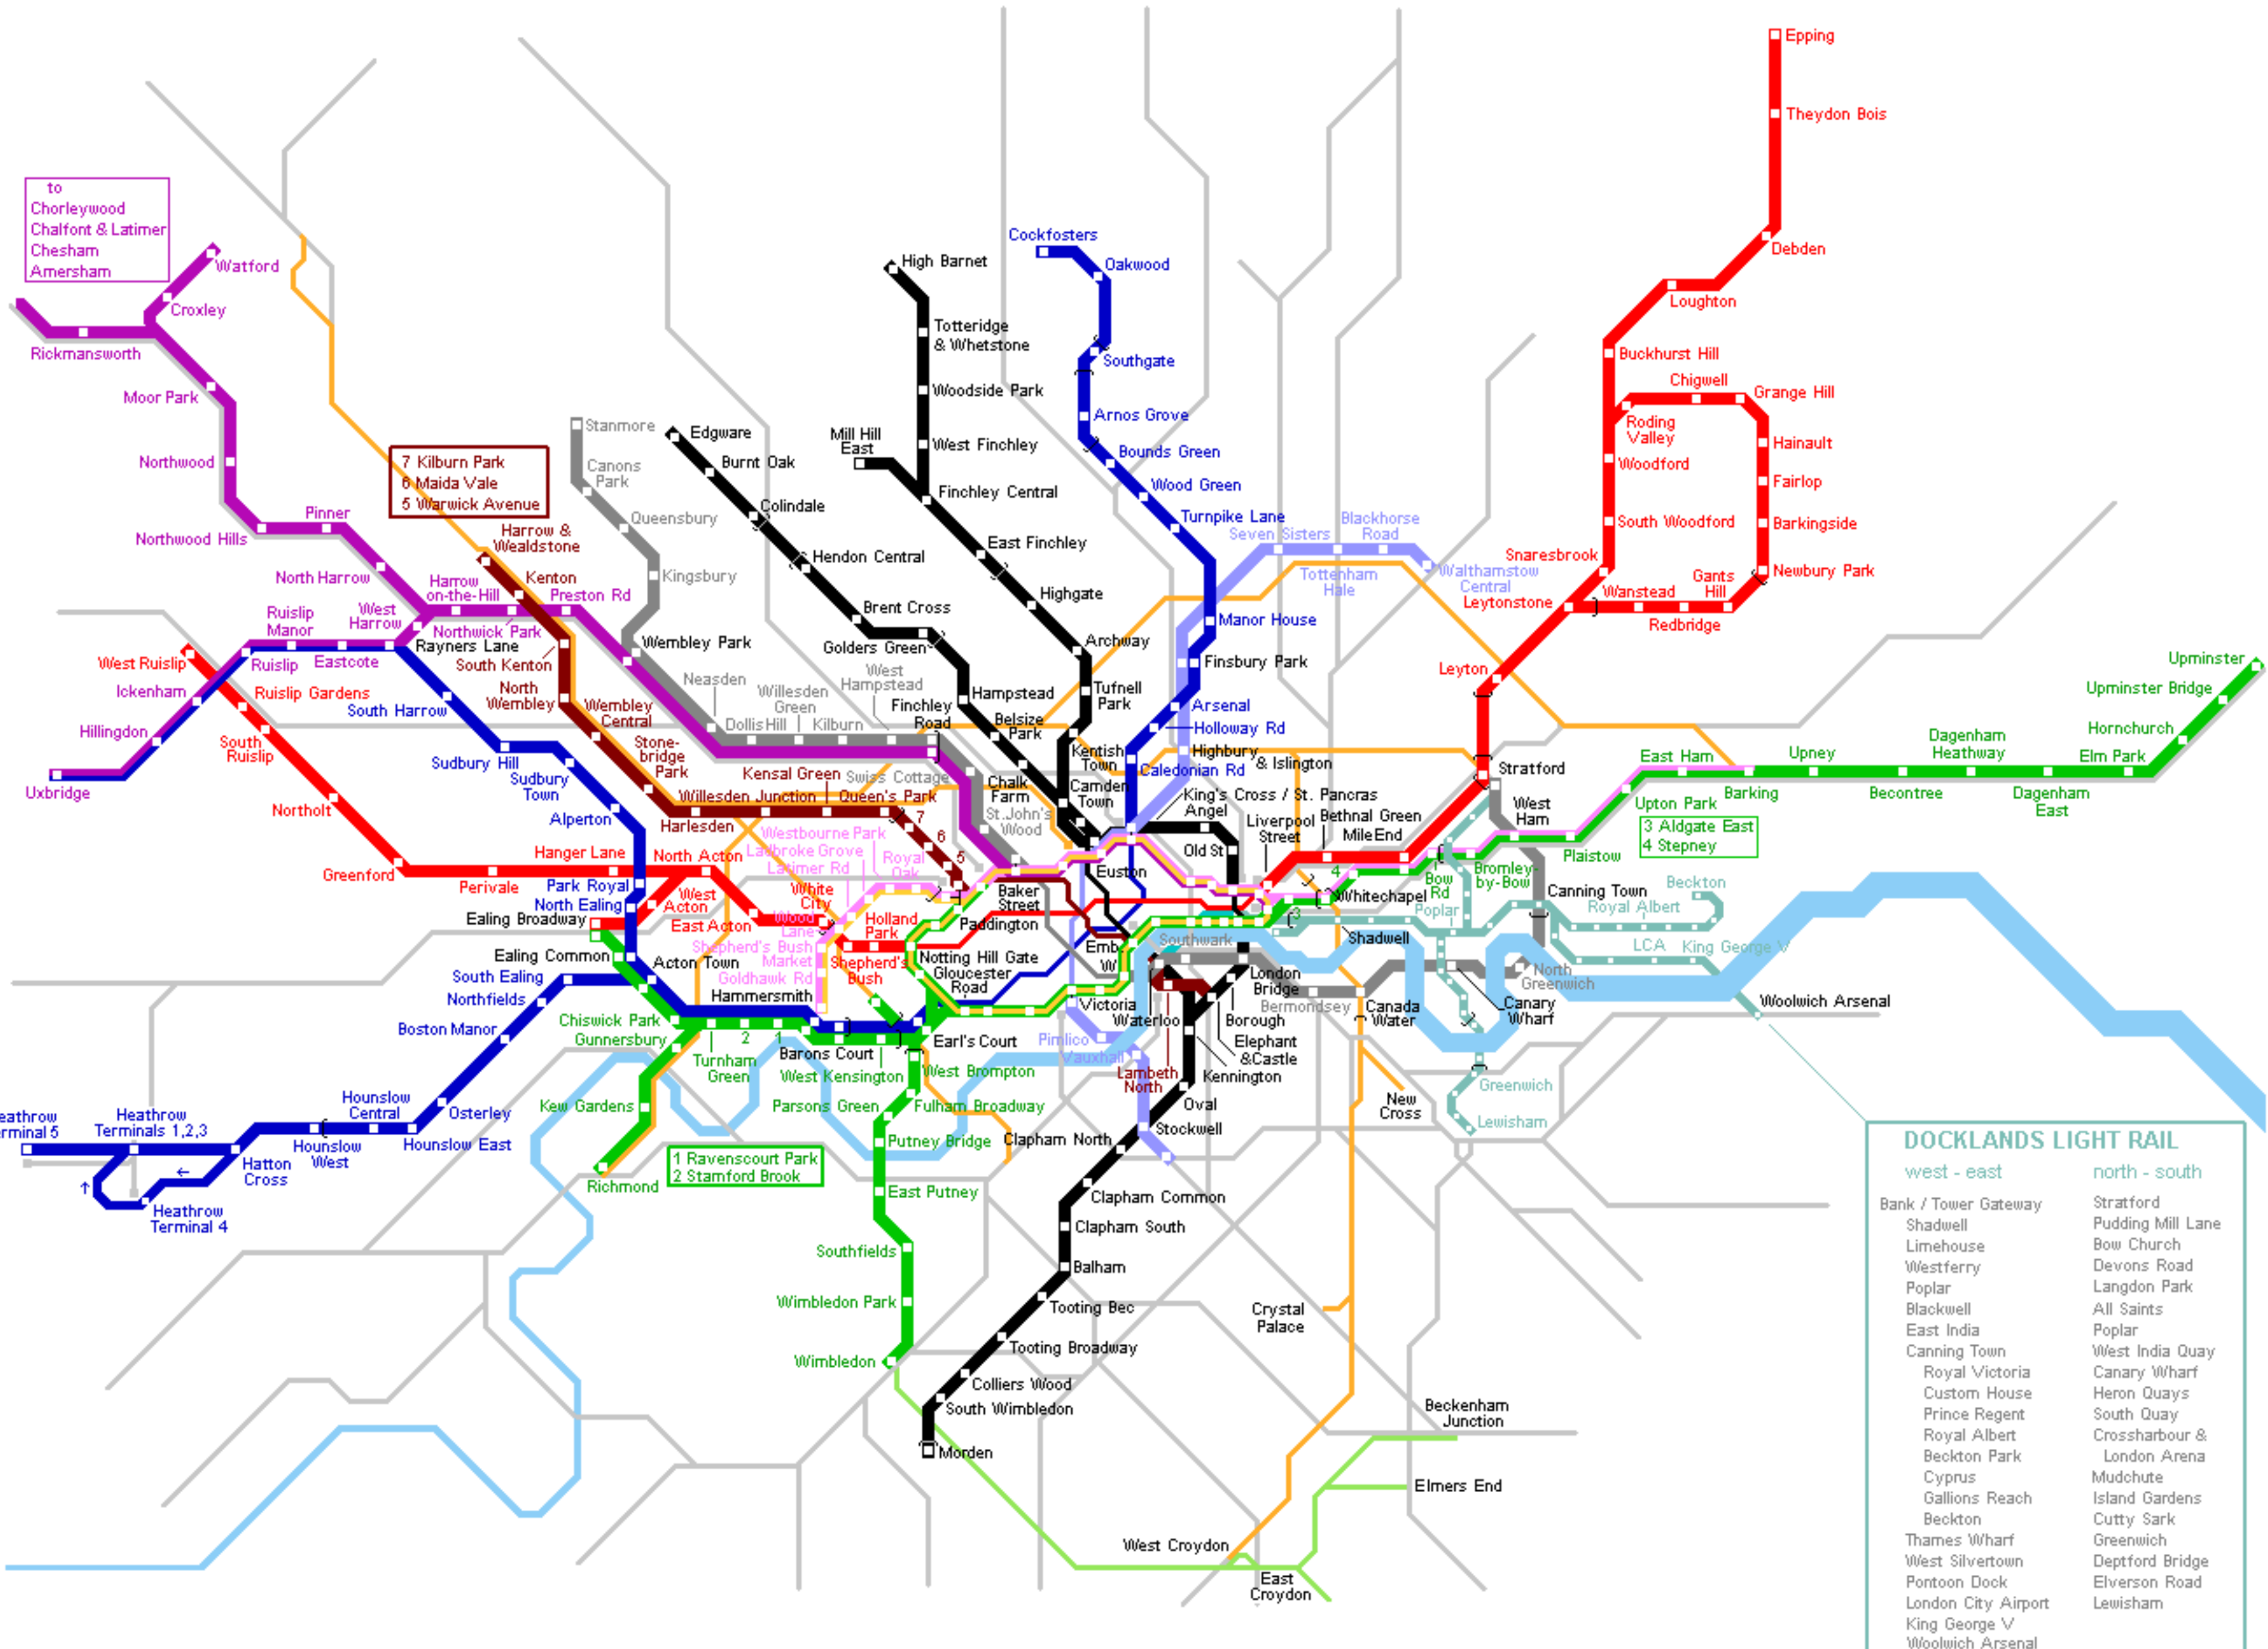 Epping
Theydon Bois
Debden
Loughton
Buckhurst Hill
Chigwell
Grange Hill
Roding
Valley
Hainault
Woodford
Fairlop
South Woodford
Barkingside
Snaresbrook
Newbury Park
Gants
Hill
Wanstead
Leytonstone
Redbridge
Leyton
to
Chorleywood
Chalfont & Latimer
Chesham
Amersham
Watford
Croxley
Rickmansworth
Moor Park
Northwood
Pinner
Northwood Hills
North Harrow
Harrow
on-the-Hill
West
Harrow
Northwick Park
Preston Rd
Ruislip
Manor
Rayners Lane
Ruislip
Eastcote
Ickenham
Hillingdon
Uxbridge
7 Kilburn Park
6 Maida Vale
5 Warwick Avenue
Harrow &
Wealdstone
Kenton
South Kenton
North
Wembley
Wembley
Central
Stone-
bridge
Park
Harlesden
Willesden Junction
Kensal Green
Queen's Park
7
6
5
Stanmore
Canons
Park
Queensbury
Kingsbury
Wembley Park
Neasden
Dollis Hill
Willesden
Green
Kilburn
West
Hampstead
Finchley
Road
Swiss Cottage
St.John's
Wood
Edgware
Burnt Oak
Colindale
Hendon Central
Brent Cross
Golders Green
Hampstead
Belsize
Park
Chalk
Farm
Camden
Town
High Barnet
Totteridge
& Whetstone
Woodside Park
West Finchley
Mill Hill
East
Finchley Central
East Finchley
Highgate
Archway
Tufnell
Park
Kentish
Town
Cockfosters
Oakwood
Southgate
Arnos Grove
Bounds Green
Wood Green
Turnpike Lane
Manor House
Finsbury Park
Arsenal
Holloway Rd
Caledonian Rd
Seven Sisters
Blackhorse
Road
Tottenham
Hale
Walthamstow
Central
Highbury
& Islington
King's Cross / St. Pancras
Angel
Old St
Euston
Liverpool
Street
Bethnal Green
Mile End
Stratford
West
Ham
West Ruislip
Ruislip Gardens
South
Ruislip
Northolt
Greenford
Perivale
Hanger Lane
North Acton
West
Acton
East Acton
White
City
Holland
Park
Shepherd's
Bush
Ealing Broadway
South Harrow
Sudbury Hill
Sudbury
Town
Alperton
Park Royal
North Ealing
Ealing Common
Acton Town
South Ealing
Northfields
Boston Manor
Osterley
Hounslow East
Hounslow
Central
Hounslow
West
Hatton
Cross
Heathrow
Terminals 1,2,3
eathrow
rminal 5
Heathrow
Terminal 4
←
↑
Westbourne Park
Ladbroke Grove
Latimer Rd
Royal
Oak
Wood
Lane
Shepherd's Bush
Market
Goldhawk Rd
Hammersmith
Baker
Street
Paddington
Notting Hill Gate
Gloucester
Road
Earl's Court
Barons Court
West Kensington
Chiswick Park
Gunnersbury
Turnham
Green
2
1
Kew Gardens
Richmond
1 Ravenscourt Park
2 Stamford Brook
West Brompton
Fulham Broadway
Parsons Green
Putney Bridge
East Putney
Southfields
Wimbledon Park
Wimbledon
Emb
W
Southwark
Victoria
Pimlico
Vauxhall
Waterloo
Lambeth
North
London
Bridge
Borough
Elephant
&Castle
Kennington
Oval
Stockwell
Clapham North
Clapham Common
Clapham South
Balham
Tooting Bec
Tooting Broadway
Colliers Wood
South Wimbledon
Morden
Bermondsey
Canada
Water
Canary
Wharf
North
Greenwich
Canning Town
3
4
Whitechapel
Shadwell
Bow
Rd
Bromley-
by-Bow
Plaistow
Upton Park
East Ham
3 Aldgate East
4 Stepney
Barking
Upney
Becontree
Dagenham
Heathway
Dagenham
East
Elm Park
Hornchurch
Upminster Bridge
Upminster
Poplar
Beckton
Royal Albert
LCA
King George V
Woolwich Arsenal
Greenwich
Lewisham
New
Cross
Crystal
Palace
Beckenham
Junction
Elmers End
West Croydon
East
Croydon
DOCKLANDS LIGHT RAIL
west - east
Bank / Tower Gateway
Shadwell
Limehouse
Westferry
Poplar
Blackwell
East India
Canning Town
Royal Victoria
Custom House
Prince Regent
Royal Albert
Beckton Park
Cyprus
Gallions Reach
Beckton
Thames Wharf
West Silvertown
Pontoon Dock
London City Airport
King George V
Woolwich Arsenal
north - south
Stratford
Pudding Mill Lane
Bow Church
Devons Road
Langdon Park
All Saints
Poplar
West India Quay
Canary Wharf
Heron Quays
South Quay
Crossharbour &
London Arena
Mudchute
Island Gardens
Cutty Sark
Greenwich
Deptford Bridge
Elverson Road
Lewisham